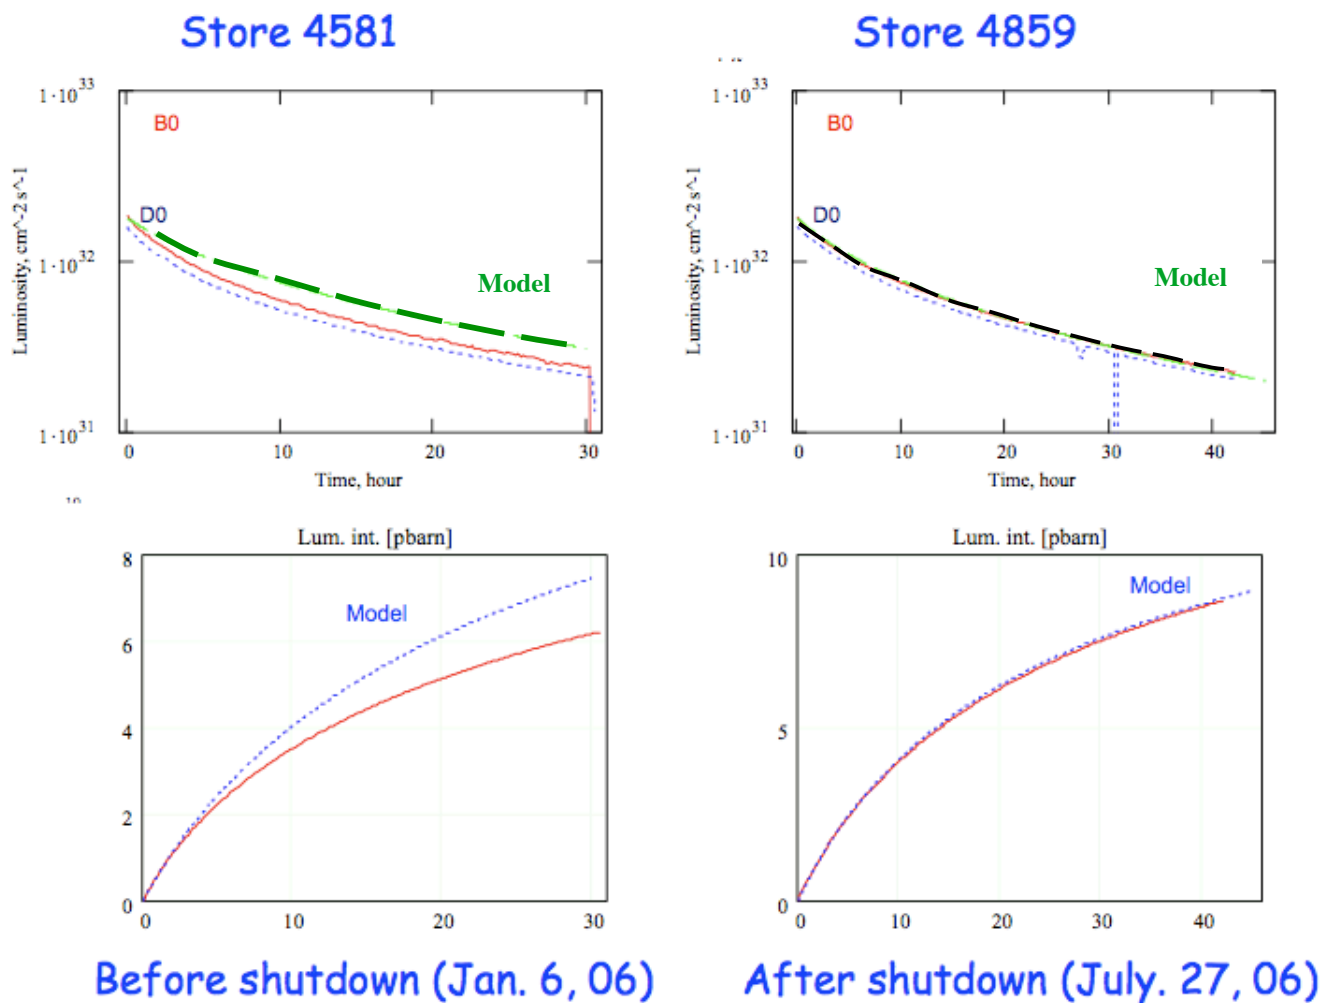 Store 4581
Store 4859
1·10^33
B0
D0
1·10^32
Model
1·10^31
0 10 20 30
Time, hour
Luminosity, cm^-2 s^-1
1·10^33
B0
D0
1·10^32
Model
1·10^31
0 10 20 30 40
Time, hour
Luminosity, cm^-2 s^-1
Lum. int. [pbarn]
8
Model
6
4
2
0
0 10 20 30
Lum. int. [pbarn]
10
Model
5
0
0 10 20 30 40
Before shutdown (Jan. 6, 06)
After shutdown (July. 27, 06)